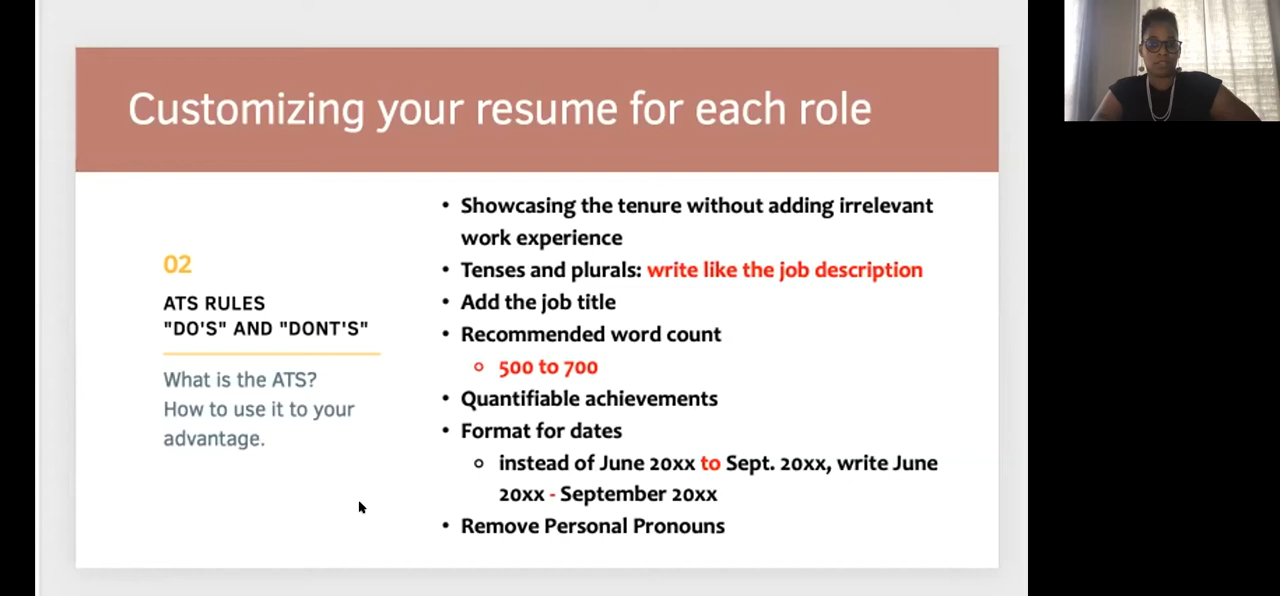 Customizing your resume for each role
02
ATS RULES
"DO'S" AND "DONT'S"
What is the ATS?
How to use it to your
advantage.
• Showcasing the tenure without adding irrelevant
work experience
• Tenses and plurals: write like the job description
• Add the job title
• Recommended word count
○ 500 to 700
• Quantifiable achievements
• Format for dates
○ instead of June 20xx to Sept. 20xx, write June
20xx - September 20xx
• Remove Personal Pronouns